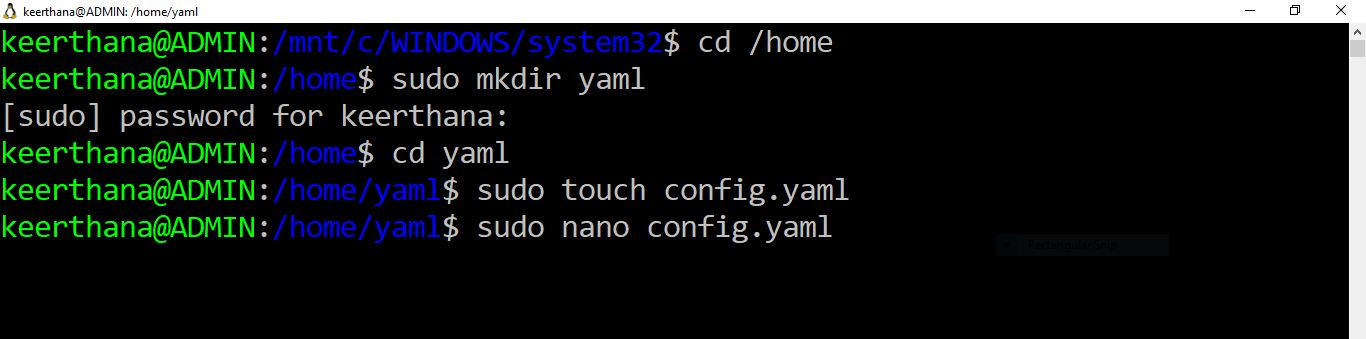 keerthana@ADMIN: /home/yaml
keerthana@ADMIN:/mnt/c/WINDOWS/system32$ cd /home
keerthana@ADMIN:/home$ sudo mkdir yaml
[sudo] password for keerthana:
keerthana@ADMIN:/home$ cd yaml
keerthana@ADMIN:/home/yaml$ sudo touch config.yaml
keerthana@ADMIN:/home/yaml$ sudo nano config.yaml
Rectangular Snip